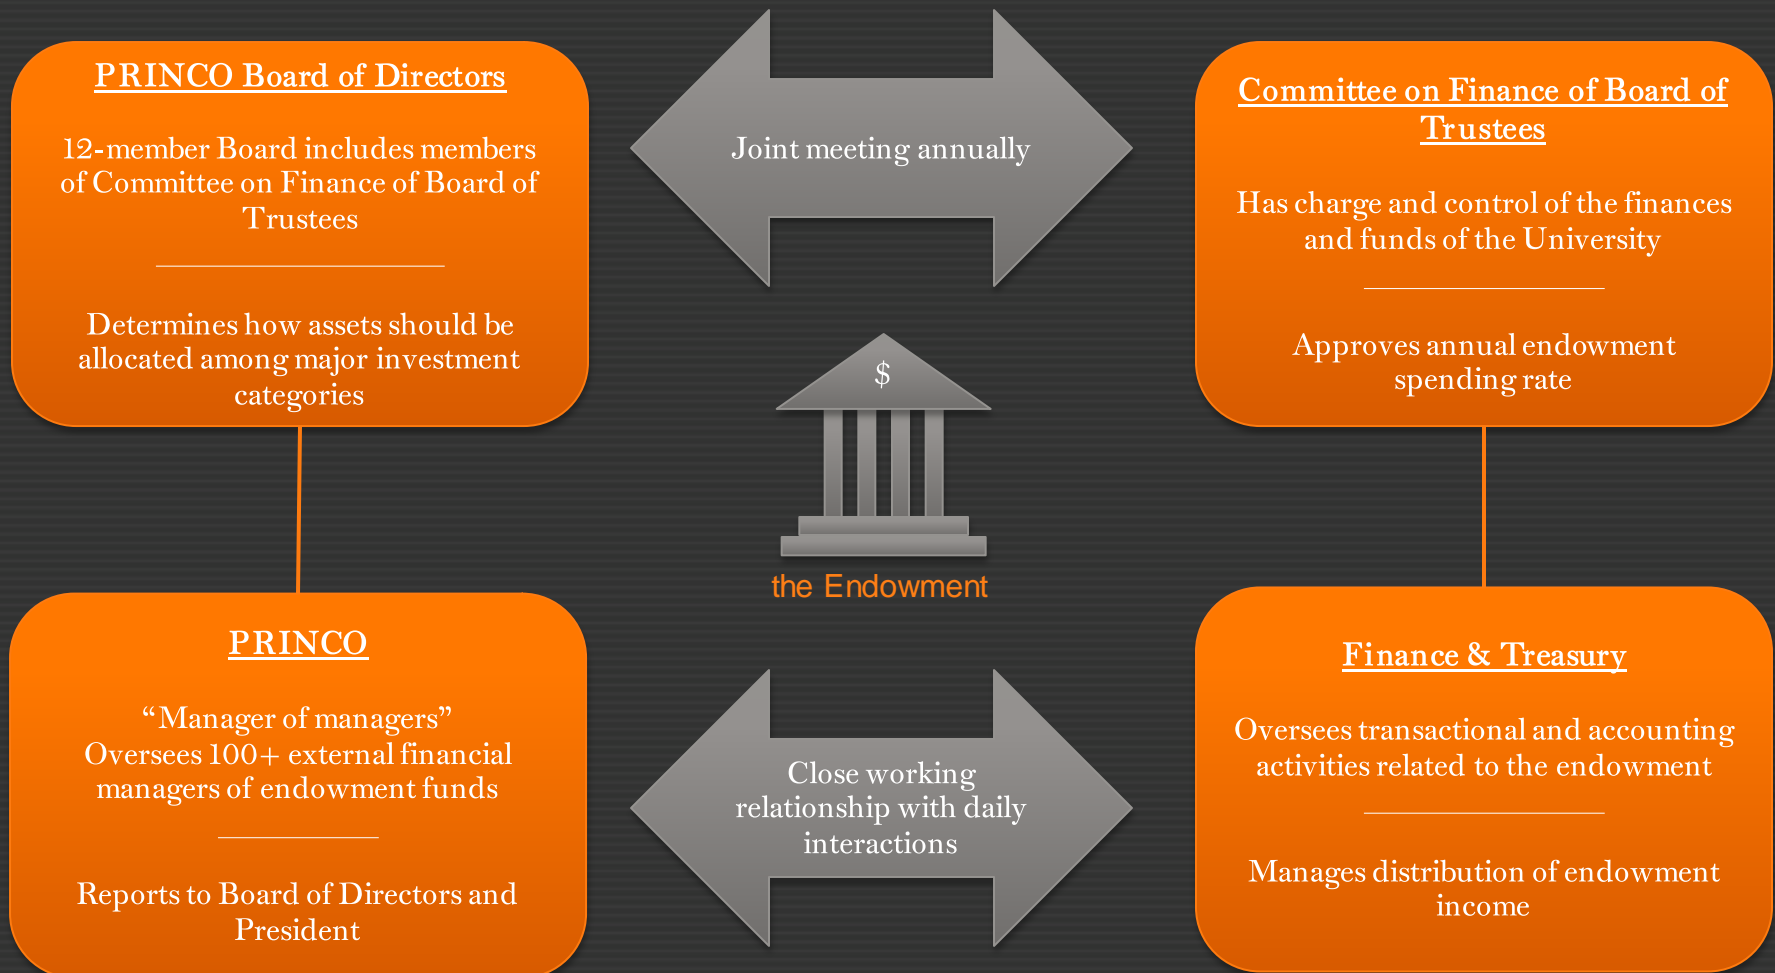 PRINCO Board of Directors
12-member Board includes members
of Committee on Finance of Board of
Trustees
Determines how assets should be
allocated among major investment
categories
Joint meeting annually
Committee on Finance of Board of
Trustees
Has charge and control of the finances
and funds of the University
Approves annual endowment
spending rate
$
the Endowment
PRINCO
“Manager of managers”
Oversees 100+ external financial
managers of endowment funds
Reports to Board of Directors and
President
Close working
relationship with daily
interactions
Finance & Treasury
Oversees transactional and accounting
activities related to the endowment
Manages distribution of endowment
income